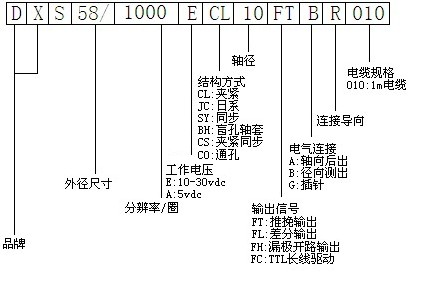 D X S 58/ 1000 E CL 10 FT B R 010
轴径
电缆规格
010:1m电缆
结构方式
CL:夹紧
JC:日系
SY:同步
BH:盲孔轴套
CS:夹紧同步
CO:通孔
连接导向
电气连接
A:轴向后出
B:径向测出
G:插针
工作电压
E:10-30vdc
A:5vdc
外径尺寸
分辨率/圈
输出信号
FT:推挽输出
FL:差分输出
FH:漏极开路输出
FC:TTL长线驱动
品牌